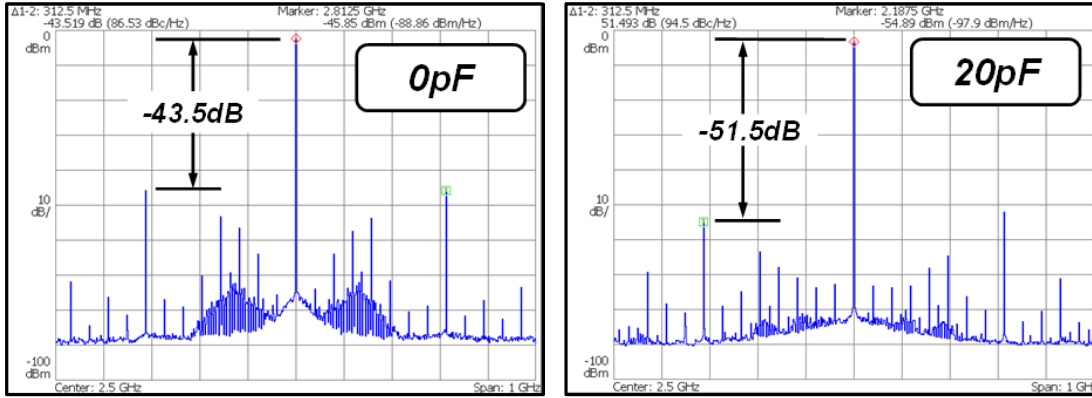 Δ1-2: 312.5 MHz
Marker: 2.8125 GHz
-43.519 dB (86.53 dBc/Hz)
-45.85 dBm (-88.86 dBm/Hz)
0
dBm
0pF
-43.5dB
10
dB/
-100
dBm
Center: 2.5 GHz
Span: 1 GHz
Δ1-2: 312.5 MHz
Marker: 2.1875 GHz
51.493 dB (94.5 dBc/Hz)
-54.89 dBm (-97.9 dBm/Hz)
0
dBm
20pF
-51.5dB
10
dB/
-100
dBm
Center: 2.5 GHz
Span: 1 GHz